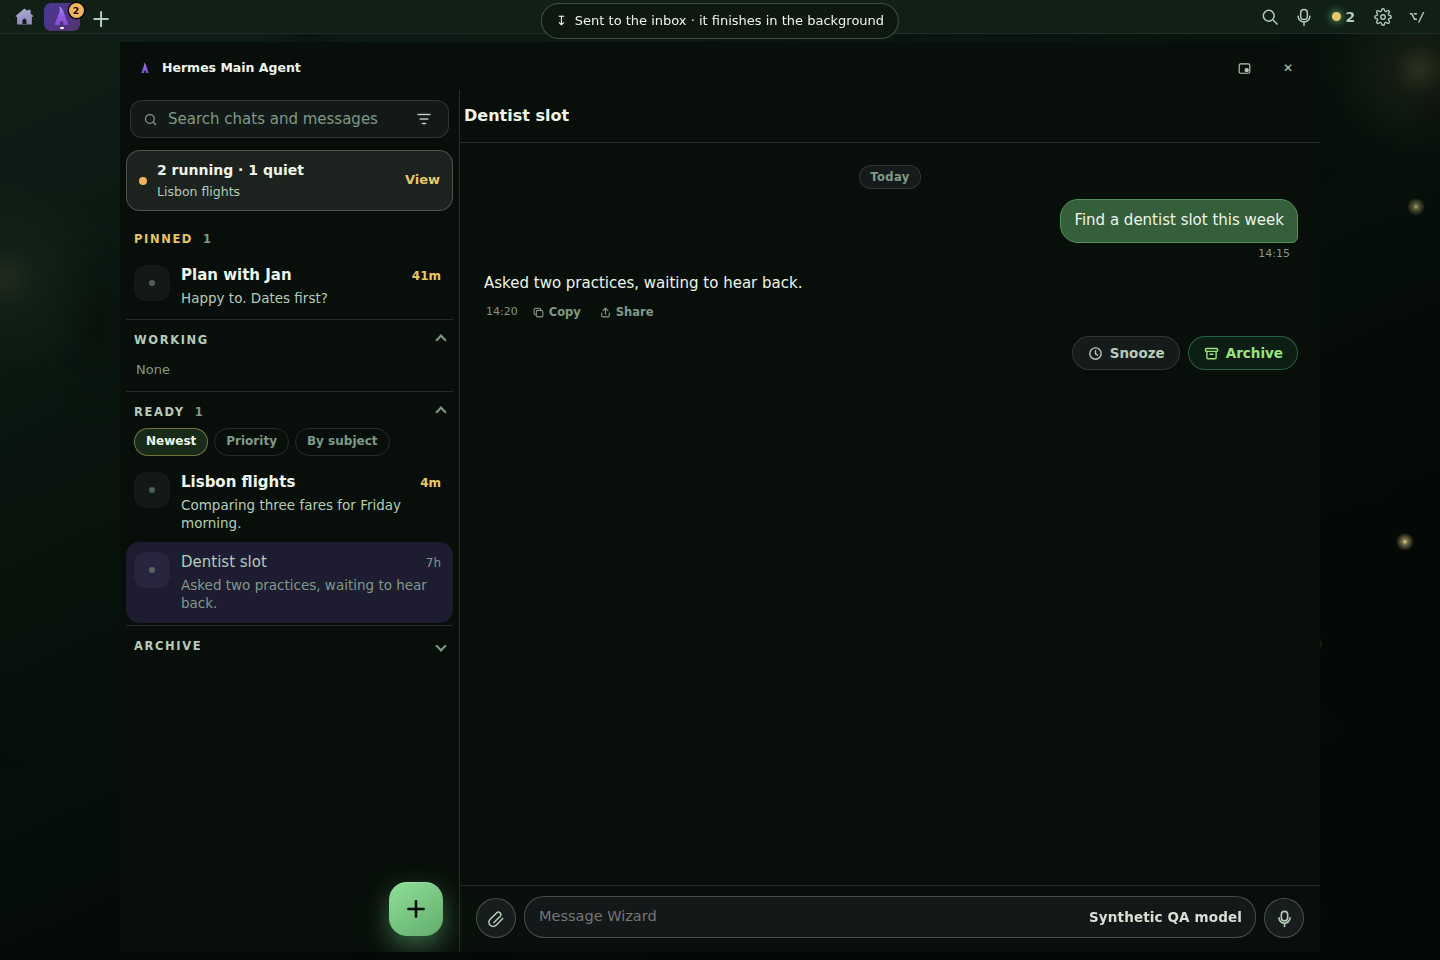 2
↧ Sent to the inbox · it finishes in the background
2
⌥/
Hermes Main Agent
×
Search chats and messages
2 running · 1 quiet
Lisbon flights
View
PINNED 1
Plan with Jan
41m
Happy to. Dates first?
WORKING
None
READY 1
Newest
Priority
By subject
Lisbon flights
4m
Comparing three fares for Friday
morning.
Dentist slot
7h
Asked two practices, waiting to hear
back.
ARCHIVE
Dentist slot
Today
Find a dentist slot this week
14:15
Asked two practices, waiting to hear back.
14:20 Copy Share
Snooze
Archive
Message Wizard
Synthetic QA model